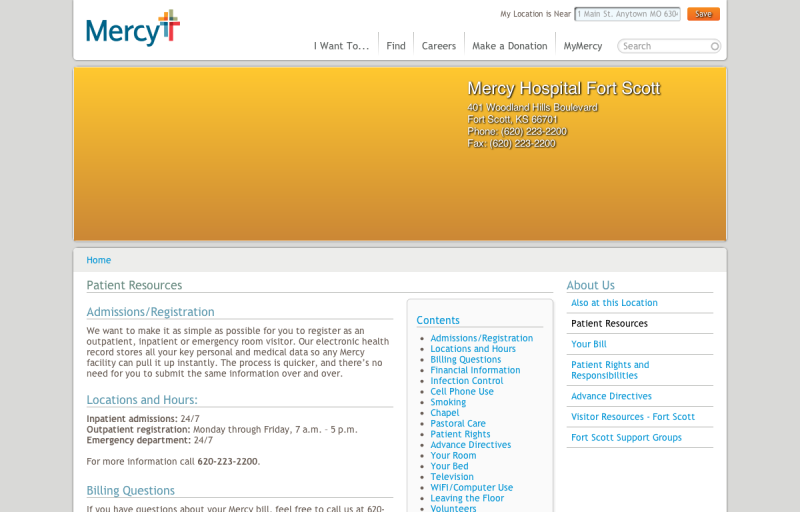 Mercy
My Location is Near
1 Main St. Anytown MO 630
Save
I Want To...
Find
Careers
Make a Donation
MyMercy
Search
Mercy Hospital Fort Scott
401 Woodland Hills Boulevard
Fort Scott, KS 66701
Phone: (620) 223-2200
Fax: (620) 223-2200
Home
Patient Resources
Admissions/Registration
We want to make it as simple as possible for you to register as an
outpatient, inpatient or emergency room visitor. Our electronic health
record stores all your key personal and medical data so any Mercy
facility can pull it up instantly. The process is quicker, and there's no
need for you to submit the same information over and over.
Locations and Hours:
Inpatient admissions: 24/7
Outpatient registration: Monday through Friday, 7 a.m. - 5 p.m.
Emergency department: 24/7
For more information call 620-223-2200.
Billing Questions
If you have questions about your Mercy bill, feel free to call us at 620-
Contents
Admissions/Registration
Locations and Hours
Billing Questions
Financial Information
Infection Control
Cell Phone Use
Smoking
Chapel
Pastoral Care
Patient Rights
Advance Directives
Your Room
Your Bed
Television
WiFi/Computer Use
Leaving the Floor
Volunteers
About Us
Also at this Location
Patient Resources
Your Bill
Patient Rights and
Responsibilities
Advance Directives
Visitor Resources - Fort Scott
Fort Scott Support Groups